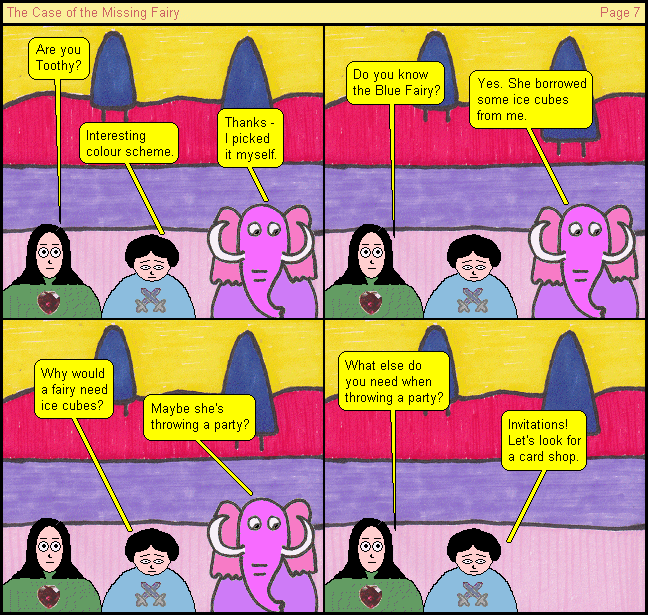 The Case of the Missing Fairy
Page 7
Are you
Toothy?
Interesting
colour scheme.
Thanks -
I picked
it myself.
Do you know
the Blue Fairy?
Yes. She borrowed
some ice cubes
from me.
Why would
a fairy need
ice cubes?
Maybe she's
throwing a party?
What else do
you need when
throwing a party?
Invitations!
Let's look for
a card shop.